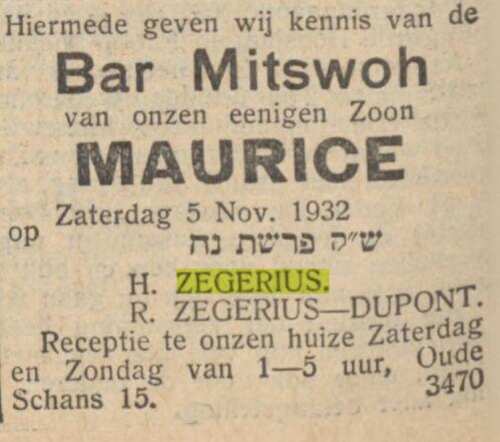 Hiermede geven wij kennis van de
Bar Mitswoh
van onzen eenigen Zoon
MAURICE
op Zaterdag 5 Nov. 1932
ש״ק פרשת נח
H. ZEGERIUS.
R. ZEGERIUS—DUPONT.
Receptie te onzen huize Zaterdag
en Zondag van 1—5 uur, Oude
Schans 15. 3470